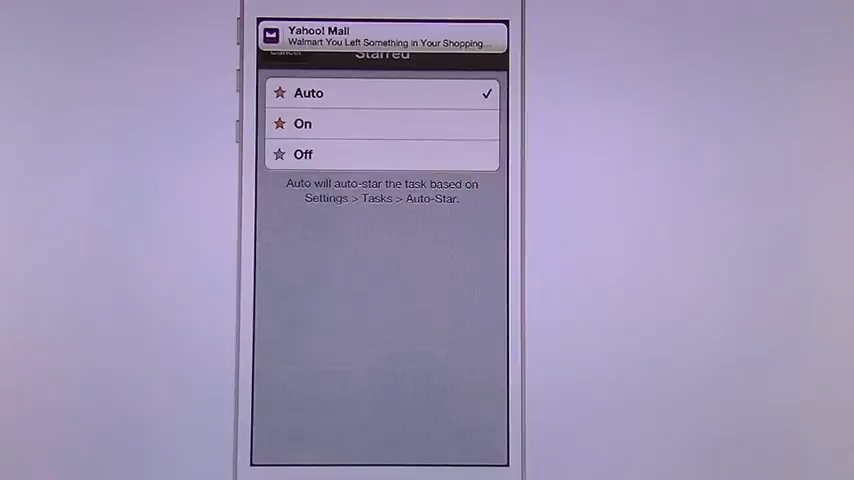 Yahoo! Mail
Walmart You Left Something in Your Shopping...
Cancel
Starred
Auto
On
Off
Auto will auto-star the task based on
Settings > Tasks > Auto-Star.